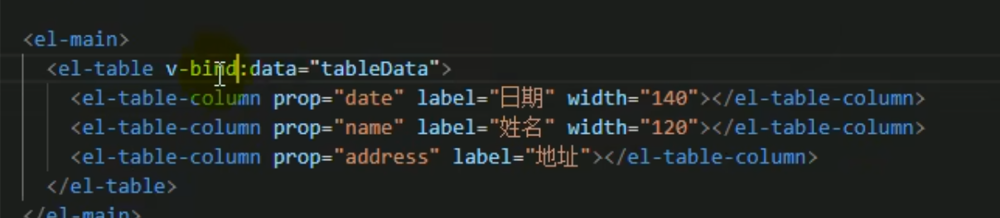 <el-main>
<el-table v-bind:data="tableData">
<el-table-column prop="date" label="日期" width="140"></el-table-column>
<el-table-column prop="name" label="姓名" width="120"></el-table-column>
<el-table-column prop="address" label="地址"></el-table-column>
</el-table>
</el-main>